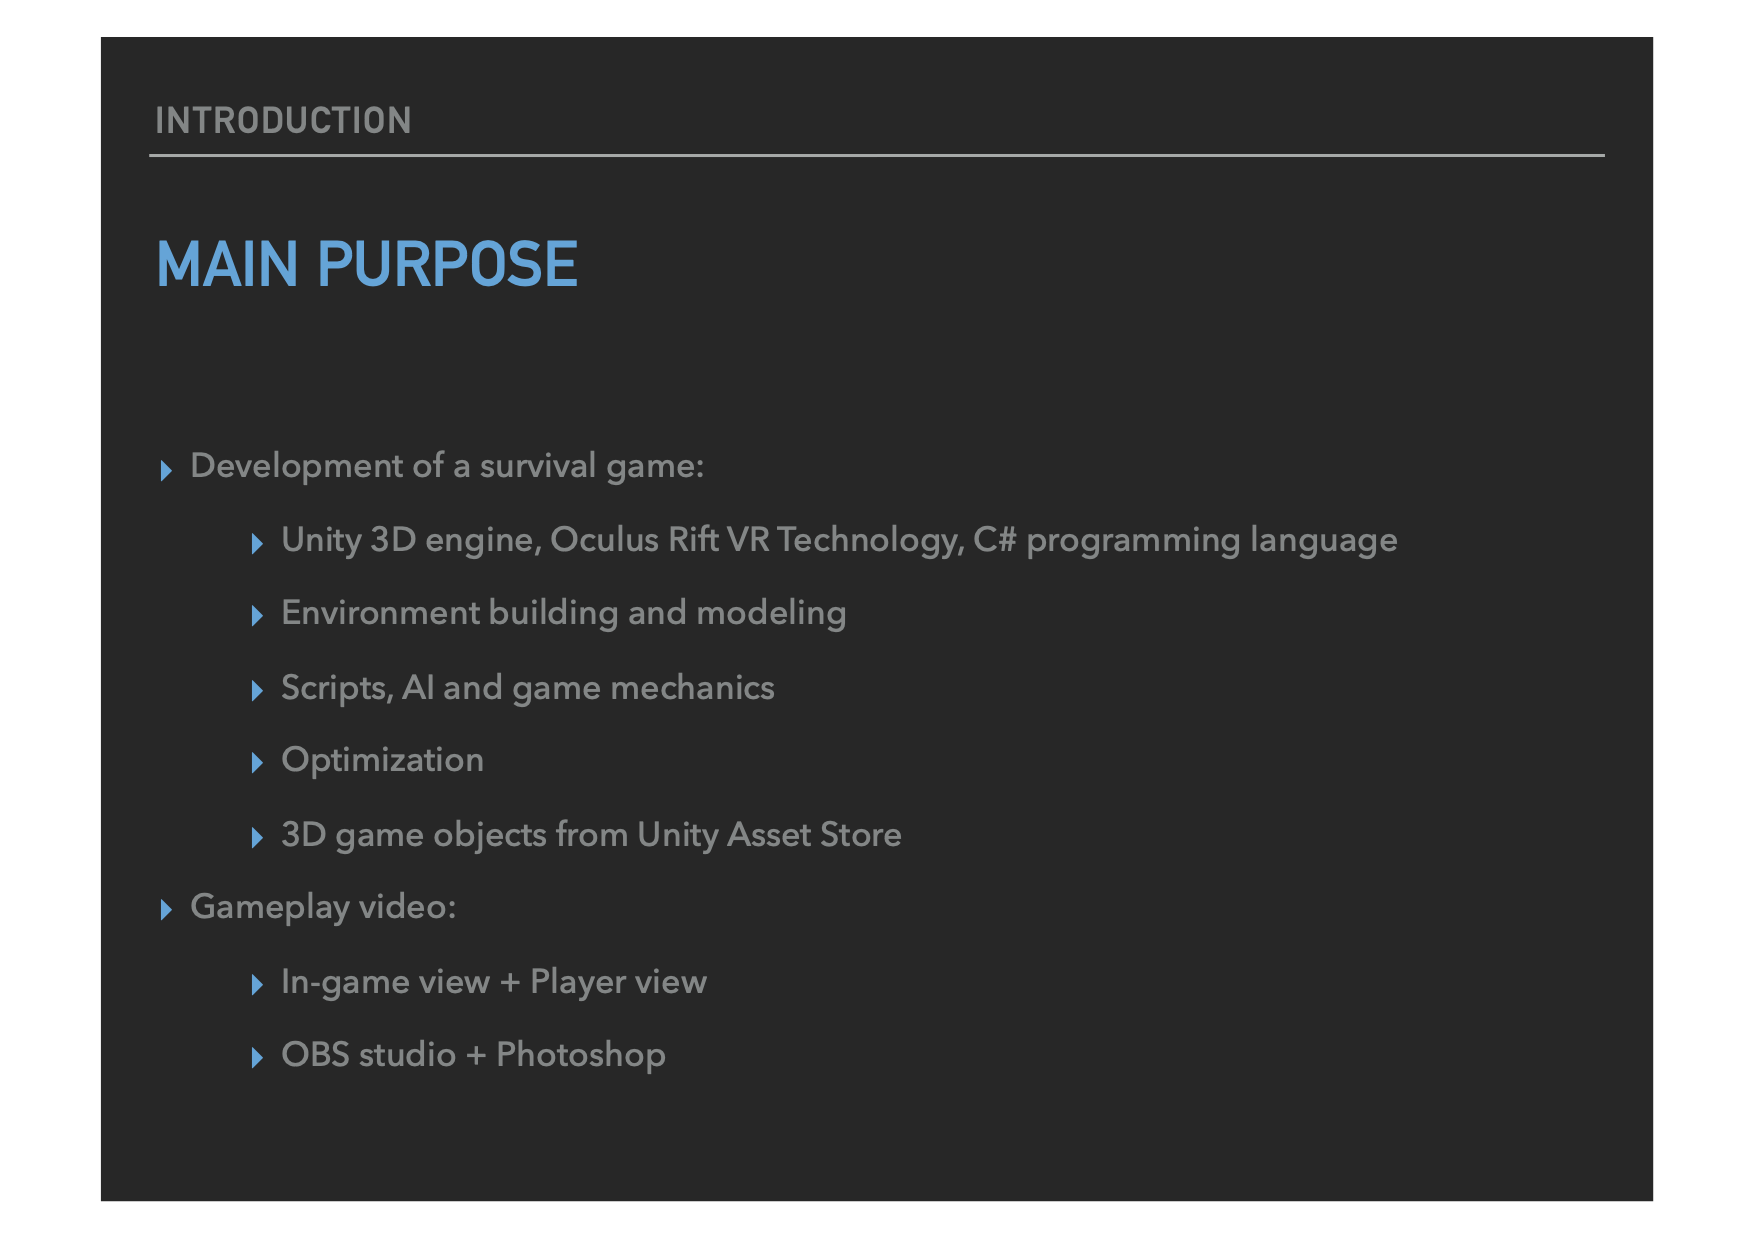 INTRODUCTION
MAIN PURPOSE
Development of a survival game:
Unity 3D engine, Oculus Rift VR Technology, C# programming language
Environment building and modeling
Scripts, AI and game mechanics
Optimization
3D game objects from Unity Asset Store
Gameplay video:
In-game view + Player view
OBS studio + Photoshop